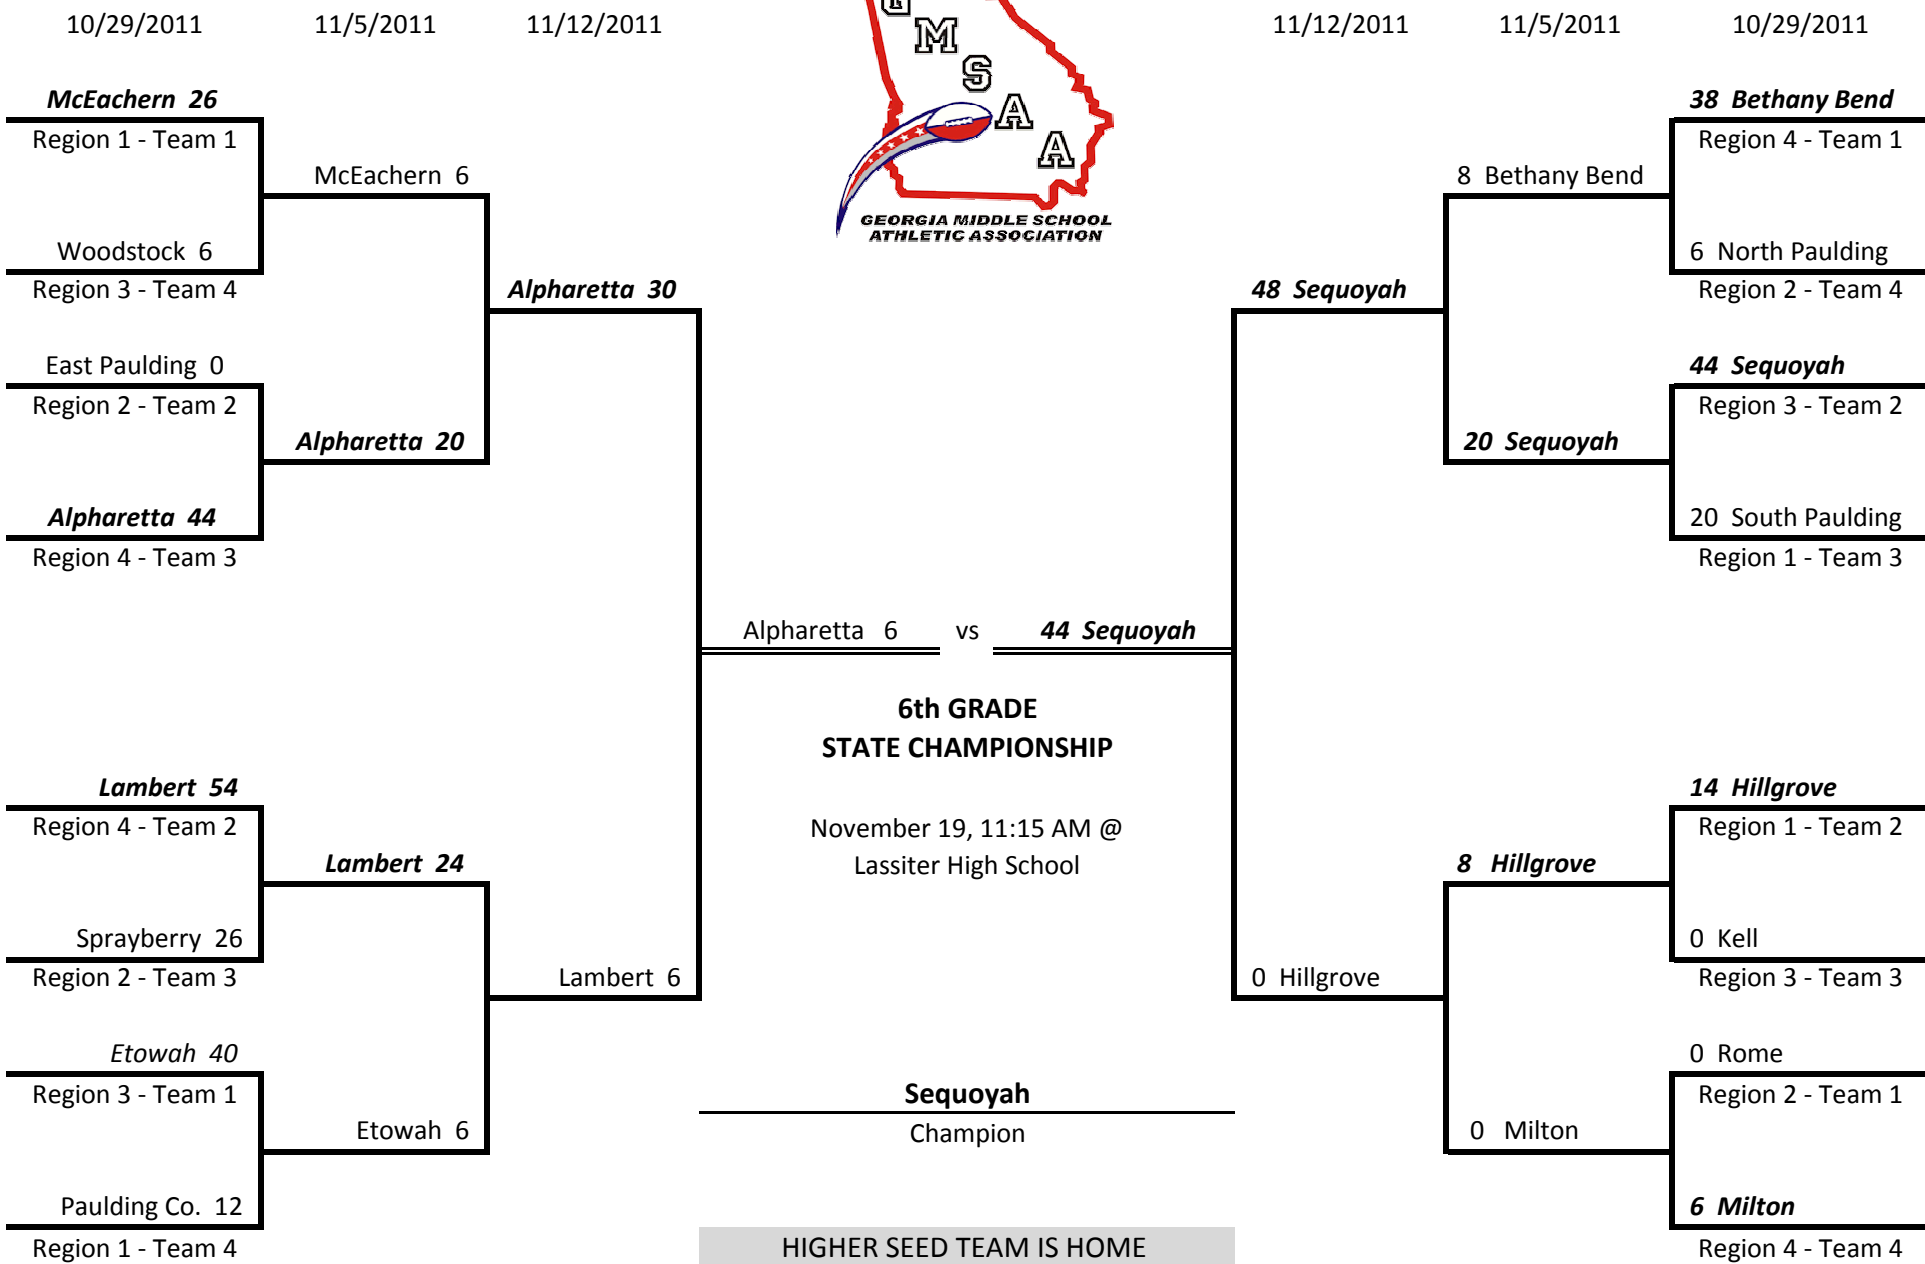 10/29/2011 11/5/2011 11/12/2011 11/12/2011 11/5/2011 10/29/2011
G
M
S
A
A
GEORGIA MIDDLE SCHOOL
ATHLETIC ASSOCIATION
McEachern 26
Region 1 - Team 1
McEachern 6
Woodstock 6
Region 3 - Team 4
Alpharetta 30
East Paulding 0
Region 2 - Team 2
Alpharetta 20
Alpharetta 44
Region 4 - Team 3
38 Bethany Bend
Region 4 - Team 1
8 Bethany Bend
6 North Paulding
Region 2 - Team 4
48 Sequoyah
44 Sequoyah
Region 3 - Team 2
20 Sequoyah
20 South Paulding
Region 1 - Team 3
Alpharetta 6 vs 44 Sequoyah
6th GRADE
STATE CHAMPIONSHIP
November 19, 11:15 AM @
Lassiter High School
Lambert 54
Region 4 - Team 2
Lambert 24
Sprayberry 26
Region 2 - Team 3
Lambert 6
Etowah 40
Region 3 - Team 1
Etowah 6
Paulding Co. 12
Region 1 - Team 4
14 Hillgrove
Region 1 - Team 2
8 Hillgrove
0 Kell
Region 3 - Team 3
0 Hillgrove
0 Rome
Region 2 - Team 1
0 Milton
6 Milton
Region 4 - Team 4
Sequoyah
Champion
HIGHER SEED TEAM IS HOME